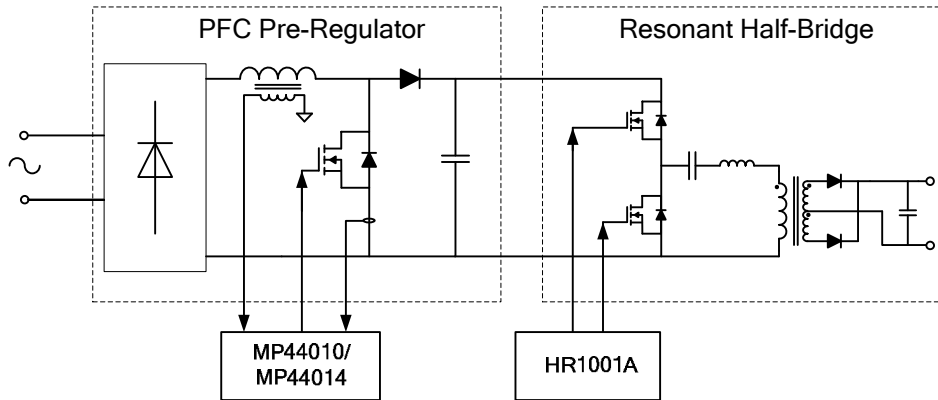 PFC Pre-Regulator
Resonant Half-Bridge
MP44010/
MP44014
HR1001A